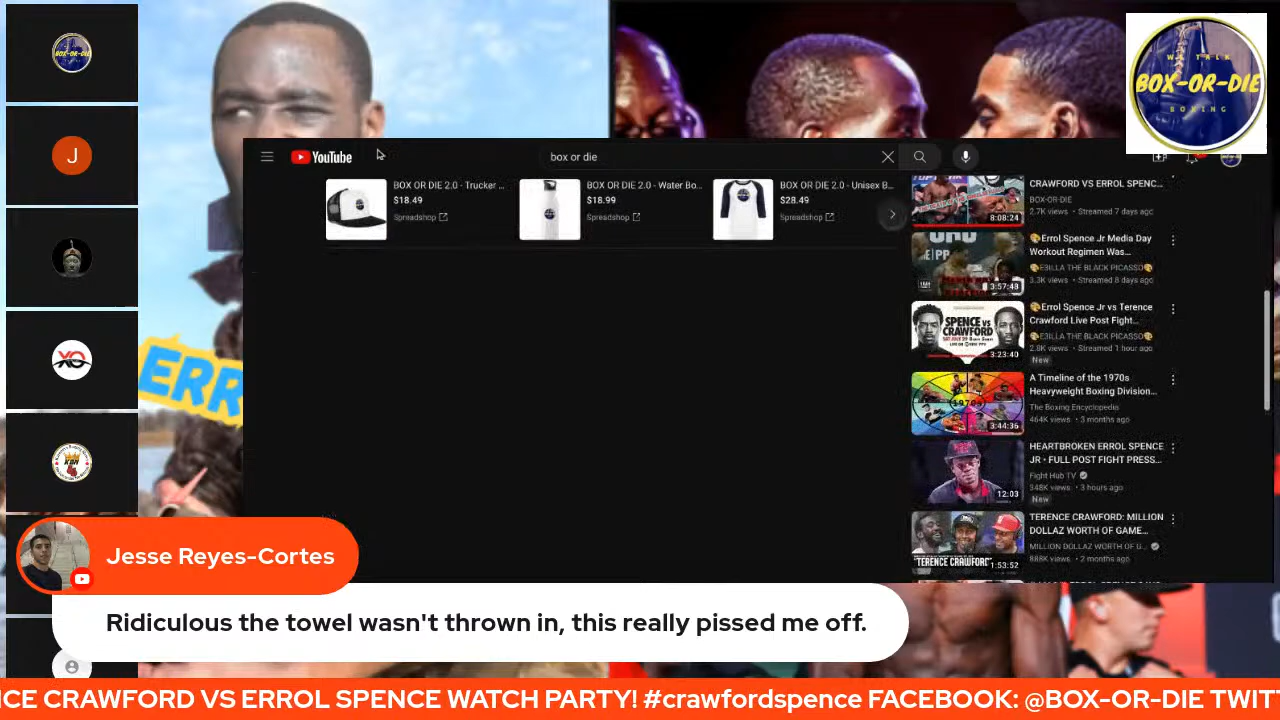 BOX-OR-DIE
WE TALK
BOX-OR-DIE
BOXING
J
XO
KBN
YouTube
box or die
BOX OR DIE 2.0 - Trucker ...
$18.49
Spreadshop
BOX OR DIE 2.0 - Water Bo...
$18.99
Spreadshop
BOX OR DIE 2.0 - Unisex B...
$28.49
Spreadshop
CRAWFORD VS ERROL SPENC...
BOX-OR-DIE
2.7K views • Streamed 7 days ago
8:08:24
Errol Spence Jr Media Day
Workout Regimen Was...
E3ILLA THE BLACK PICASSO
3.3K views • Streamed 8 days ago
3:57:48
SPENCE VS
CRAWFORD
3:23:40
Errol Spence Jr vs Terence
Crawford Live Post Fight...
E3ILLA THE BLACK PICASSO
2.8K views • Streamed 1 hour ago
New
1970s
3:44:36
A Timeline of the 1970s
Heavyweight Boxing Division...
The Boxing Encyclopedia
464K views • 3 months ago
12:03
HEARTBROKEN ERROL SPENCE
JR • FULL POST FIGHT PRESS...
Fight Hub TV
348K views • 3 hours ago
New
"TERENCE CRAWFORD"
1:53:52
TERENCE CRAWFORD: MILLION
DOLLAZ WORTH OF GAME...
MILLION DOLLAZ WORTH OF G...
888K views • 2 months ago
ERR
Jesse Reyes-Cortes
Ridiculous the towel wasn't thrown in, this really pissed me off.
NCE CRAWFORD VS ERROL SPENCE WATCH PARTY! #crawfordspence FACEBOOK: @BOX-OR-DIE TWIT